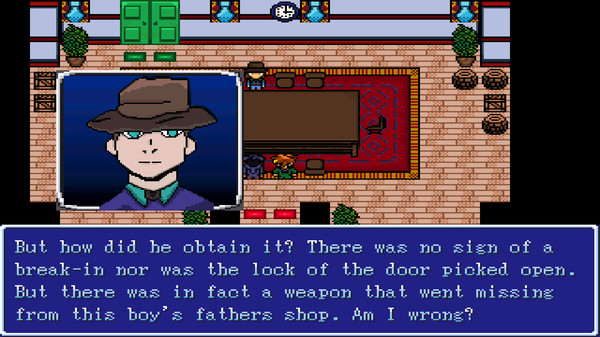 But how did he obtain it? There was no sign of a
break-in nor was the lock of the door picked open.
But there was in fact a weapon that went missing
from this boy's fathers shop. Am I wrong?